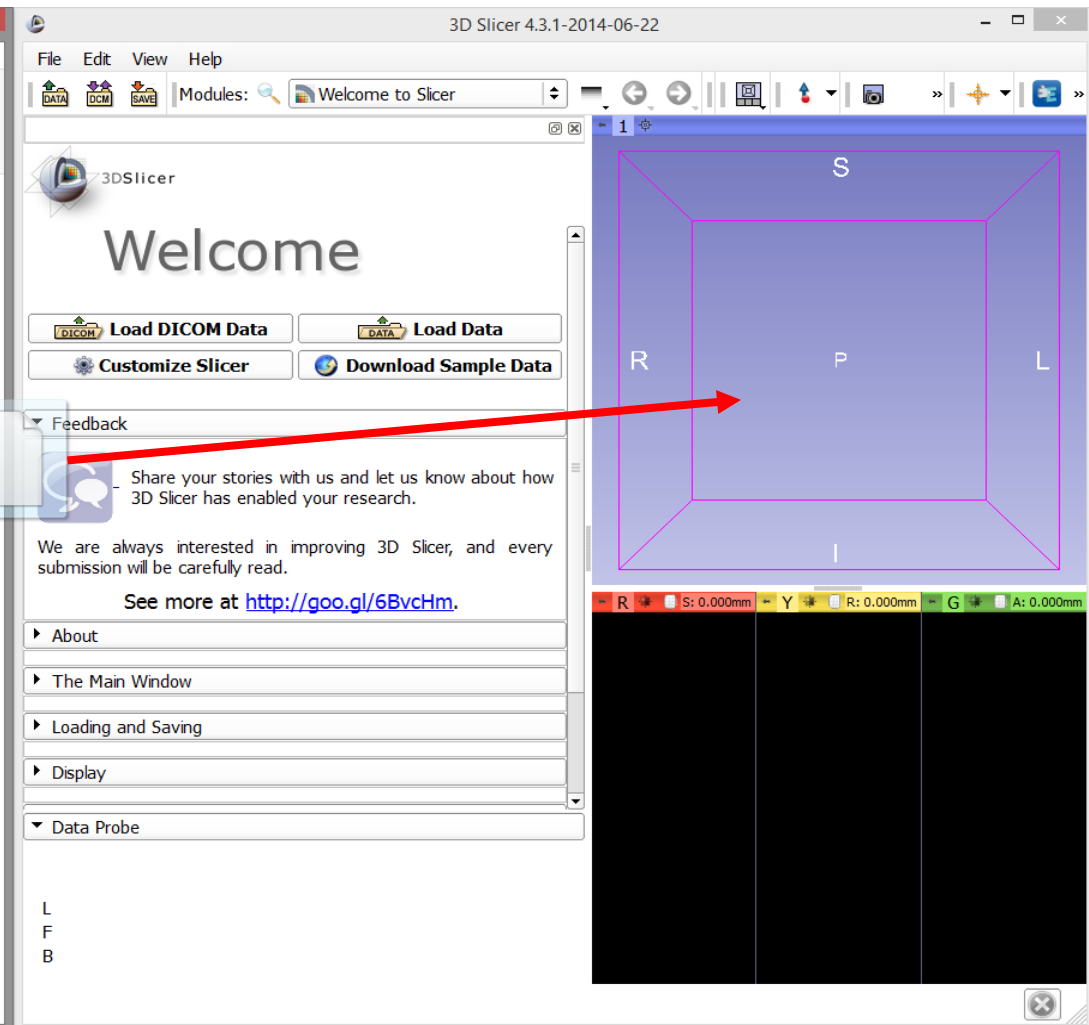 3D Slicer 4.3.1-2014-06-22
File Edit View Help
DATA DCM SAVE Modules: Welcome to Slicer » »
1
3DSlicer
Welcome
DICOM Load DICOM Data DATA Load Data
Customize Slicer Download Sample Data
Feedback
Share your stories with us and let us know about how
3D Slicer has enabled your research.
We are always interested in improving 3D Slicer, and every
submission will be carefully read.
See more at http://goo.gl/6BvcHm.
About
The Main Window
Loading and Saving
Display
Data Probe
L
F
B
S
R P L
I
R S: 0.000mm Y R: 0.000mm G A: 0.000mm